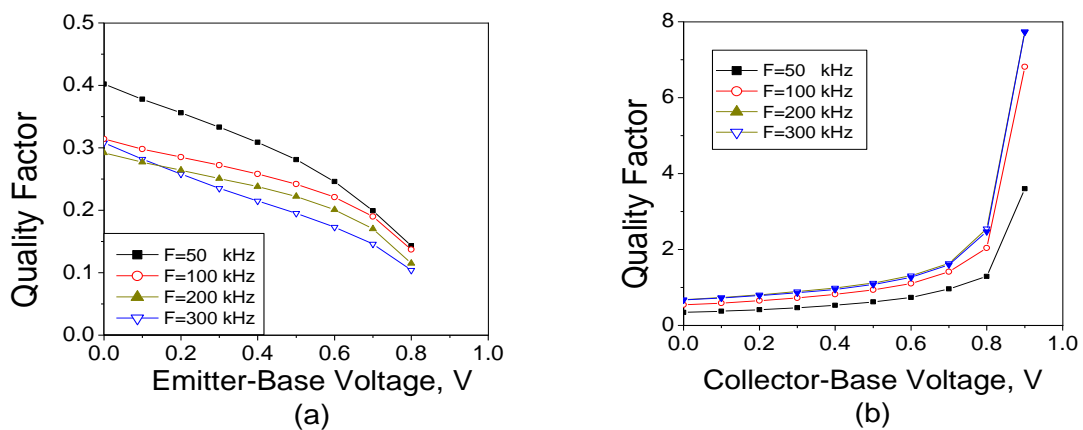 0.5
0.4
0.3
0.2
0.1
0.0
Quality Factor
F=50 kHz
F=100 kHz
F=200 kHz
F=300 kHz
0.0 0.2 0.4 0.6 0.8 1.0
Emitter-Base Voltage, V
(a)
8
6
4
2
0
Quality Factor
F=50 kHz
F=100 kHz
F=200 kHz
F=300 kHz
0.0 0.2 0.4 0.6 0.8 1.0
Collector-Base Voltage, V
(b)